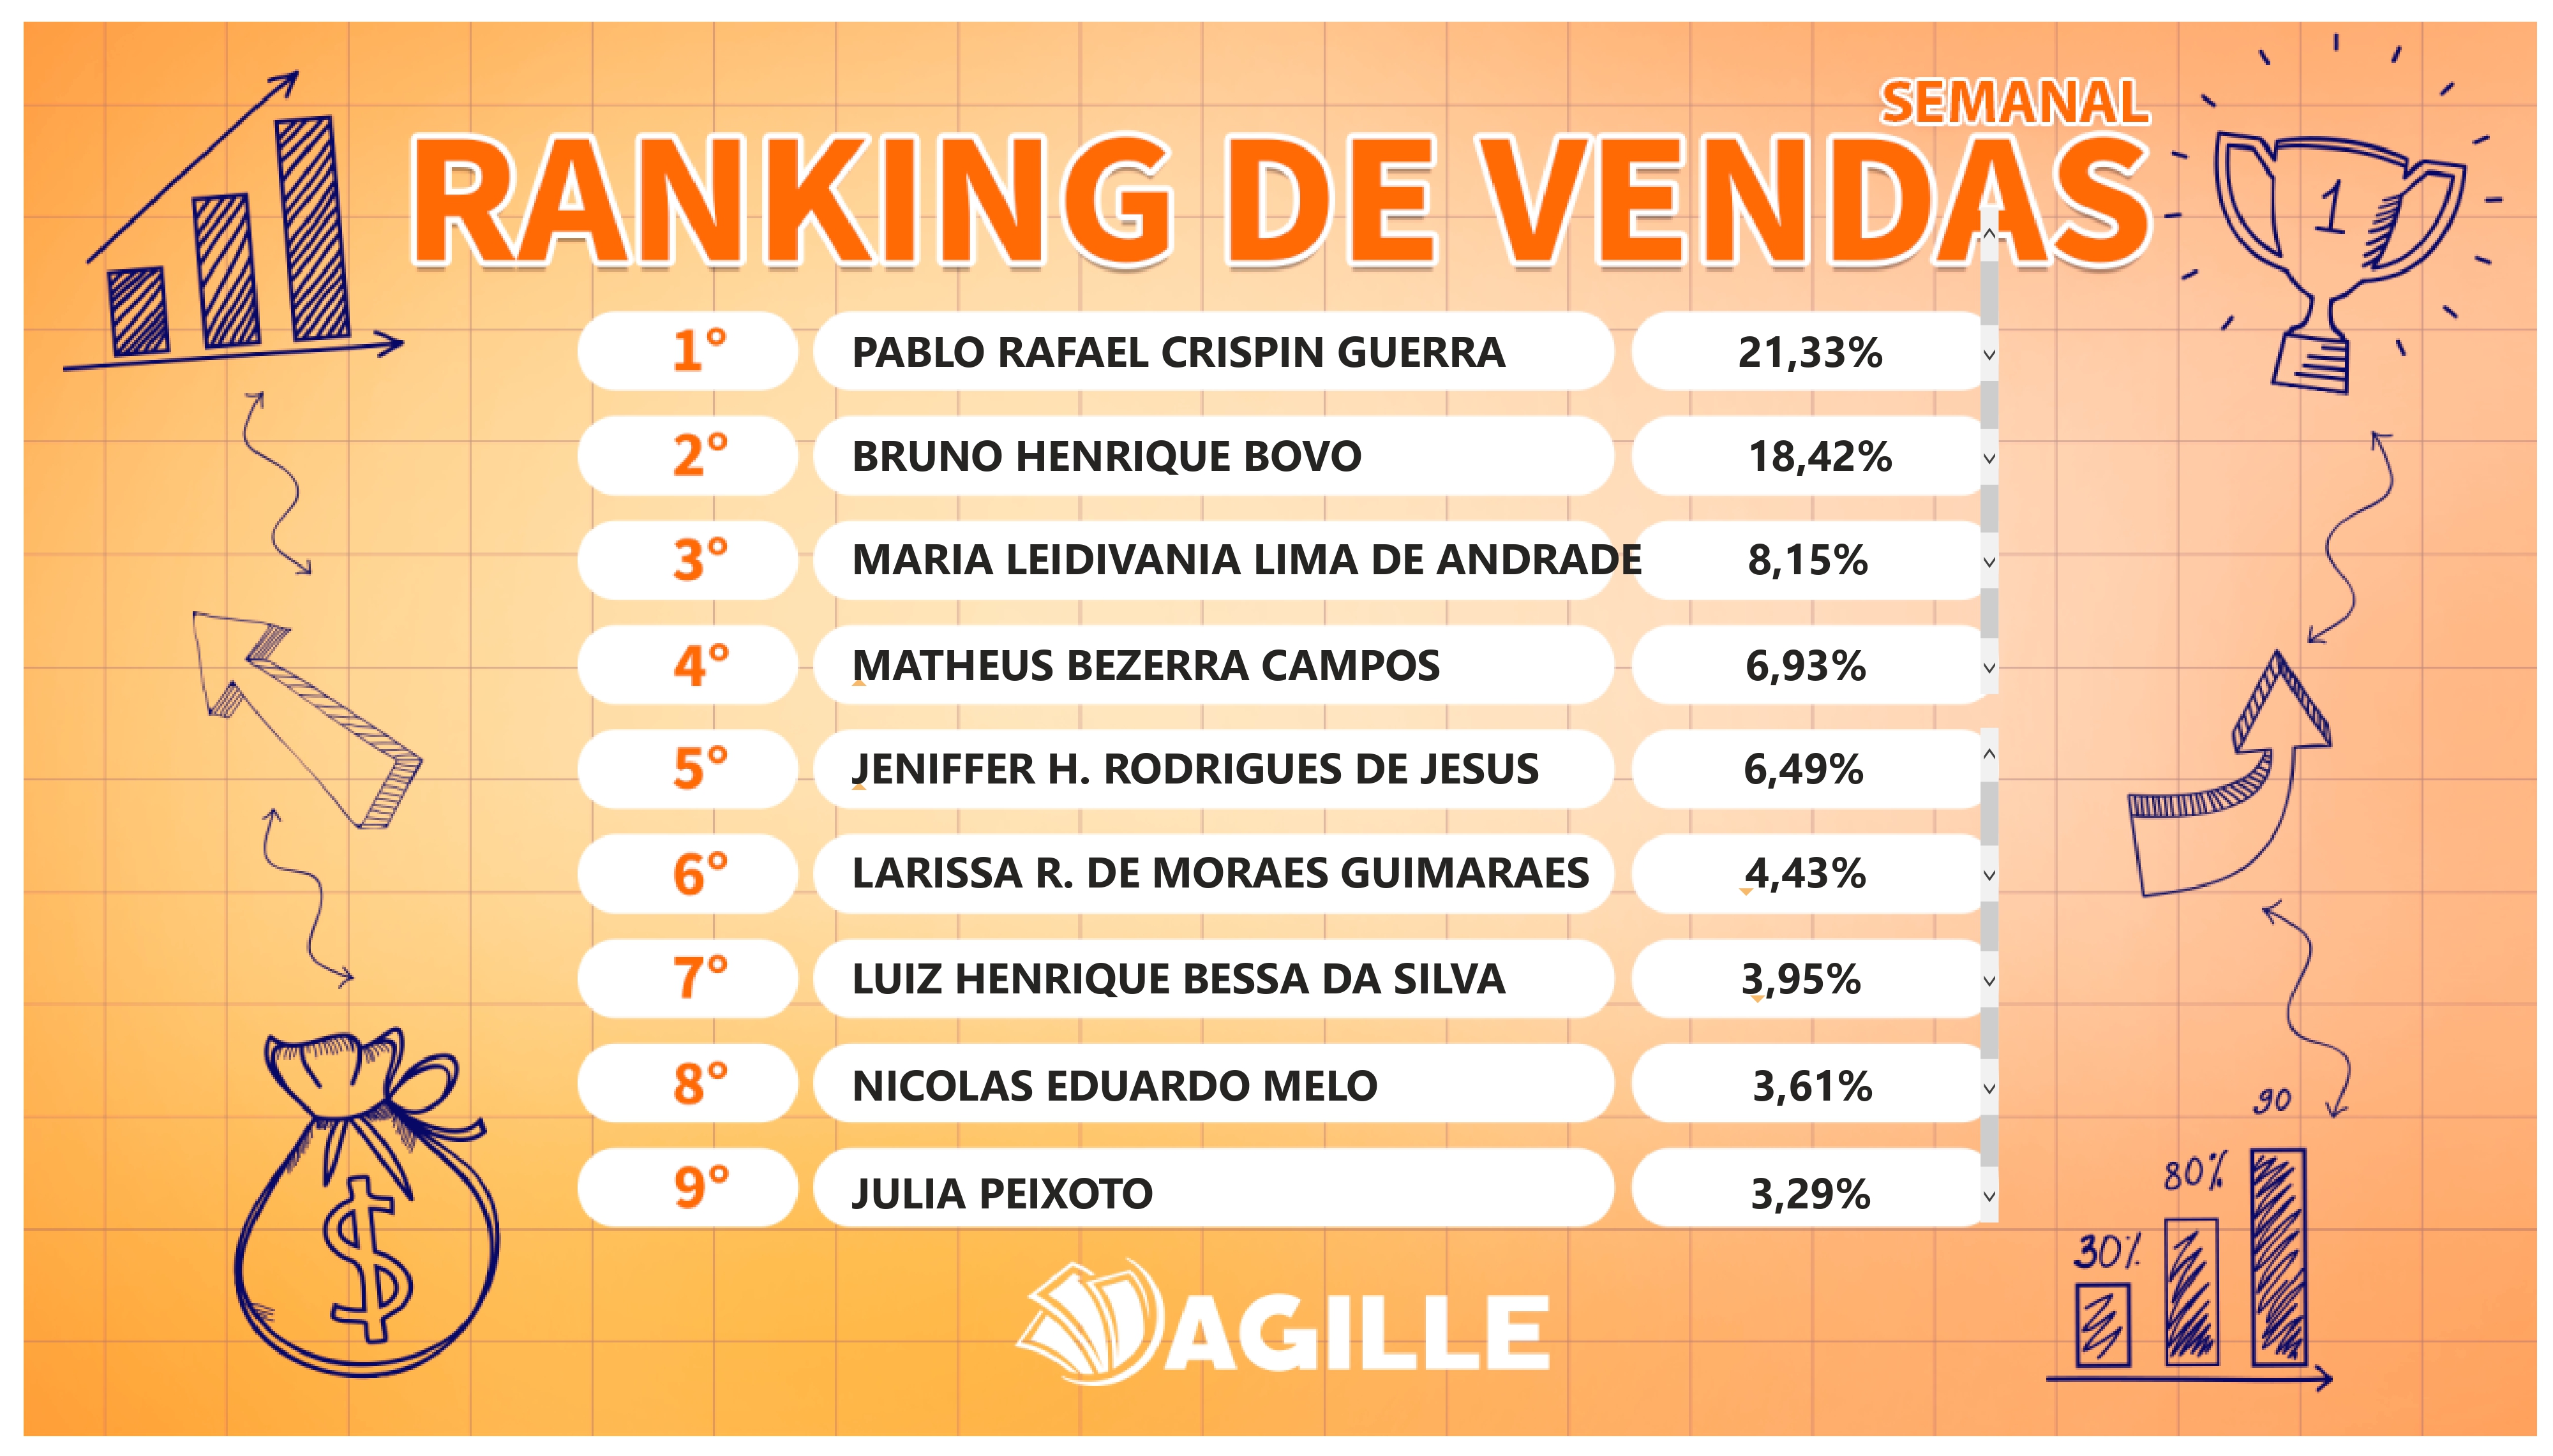 SEMANAL
RANKING DE VENDAS
1
1° PABLO RAFAEL CRISPIN GUERRA 21,33%
2° BRUNO HENRIQUE BOVO 18,42%
3° MARIA LEIDIVANIA LIMA DE ANDRADE 8,15%
4° MATHEUS BEZERRA CAMPOS 6,93%
5° JENIFFER H. RODRIGUES DE JESUS 6,49%
6° LARISSA R. DE MORAES GUIMARAES 4,43%
7° LUIZ HENRIQUE BESSA DA SILVA 3,95%
8° NICOLAS EDUARDO MELO 3,61%
9° JULIA PEIXOTO 3,29%
90
80%
30%
$
AGILLE